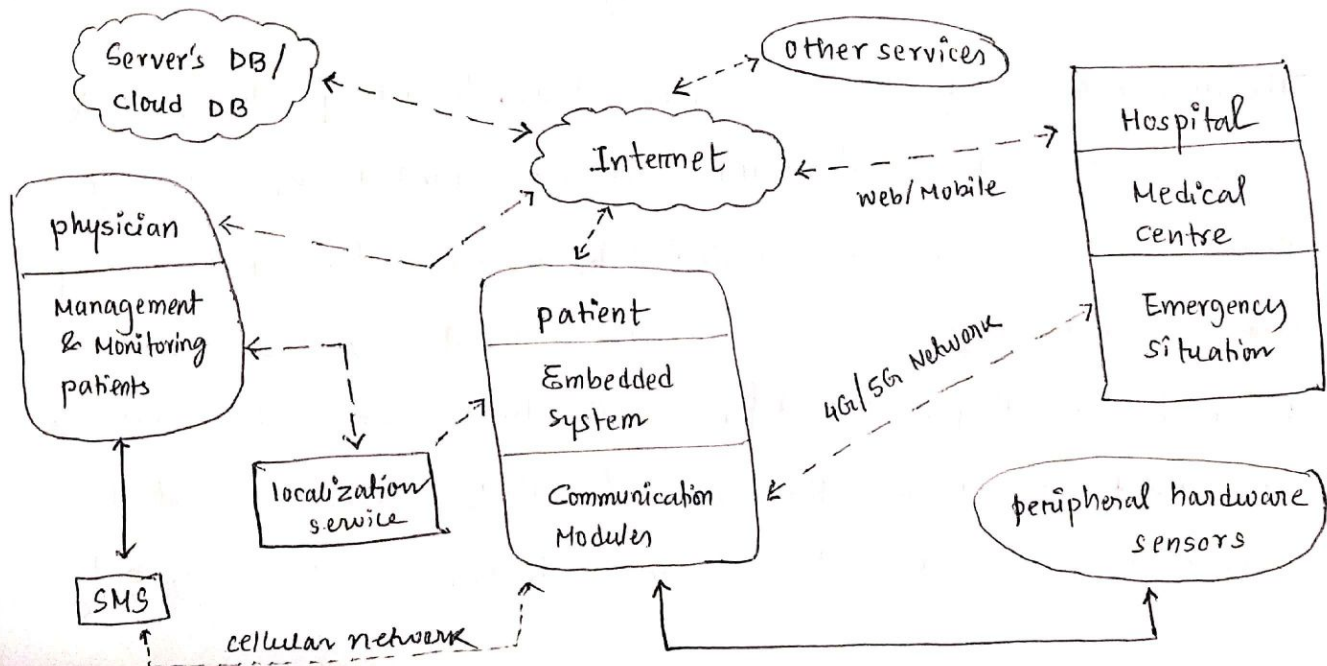 Server's DB/
Cloud DB
other services
Internet
Hospital
Medical
centre
Emergency
situation
web/Mobile
physician
Management
& Monitoring
patients
patient
Embedded
system
Communication
Modules
4G/5G Network
localization
service
peripheral hardware
sensors
SMS
cellular network